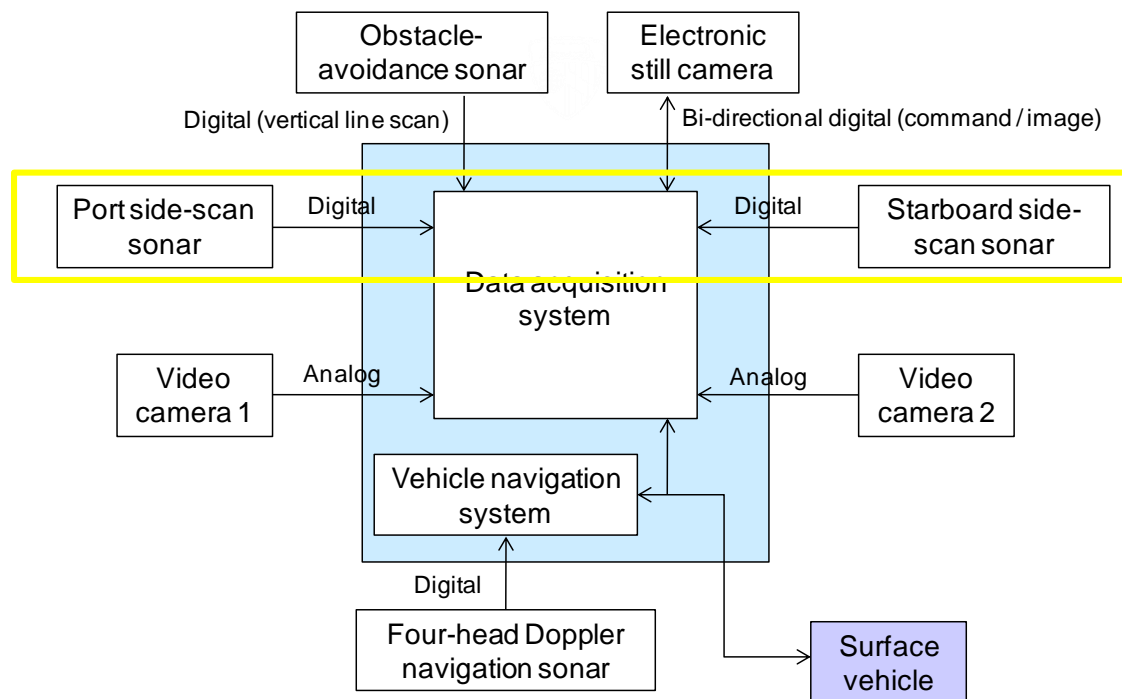 Obstacle-
avoidance sonar
Electronic
still camera
Digital (vertical line scan)
Bi-directional digital (command / image)
Port side-scan
sonar
Digital
Digital
Starboard side-
scan sonar
Data acquisition
system
Video
camera 1
Analog
Analog
Video
camera 2
Vehicle navigation
system
Digital
Four-head Doppler
navigation sonar
Surface
vehicle